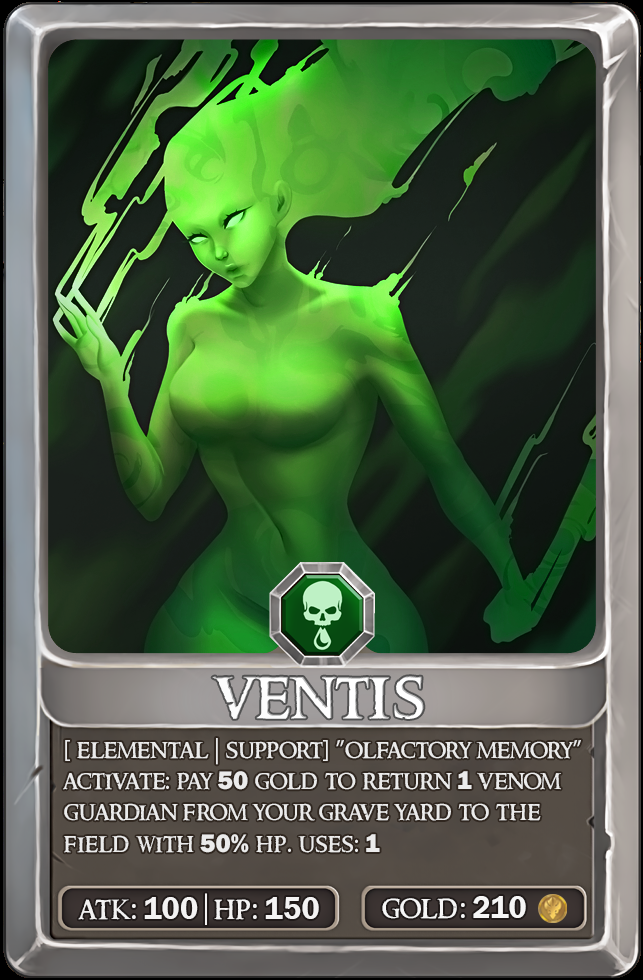 VENTIS
[ ELEMENTAL | SUPPORT] "OLFACTORY MEMORY"
ACTIVATE: PAY 50 GOLD TO RETURN 1 VENOM
GUARDIAN FROM YOUR GRAVE YARD TO THE
FIELD WITH 50% HP. USES: 1
ATK: 100 | HP: 150 GOLD: 210